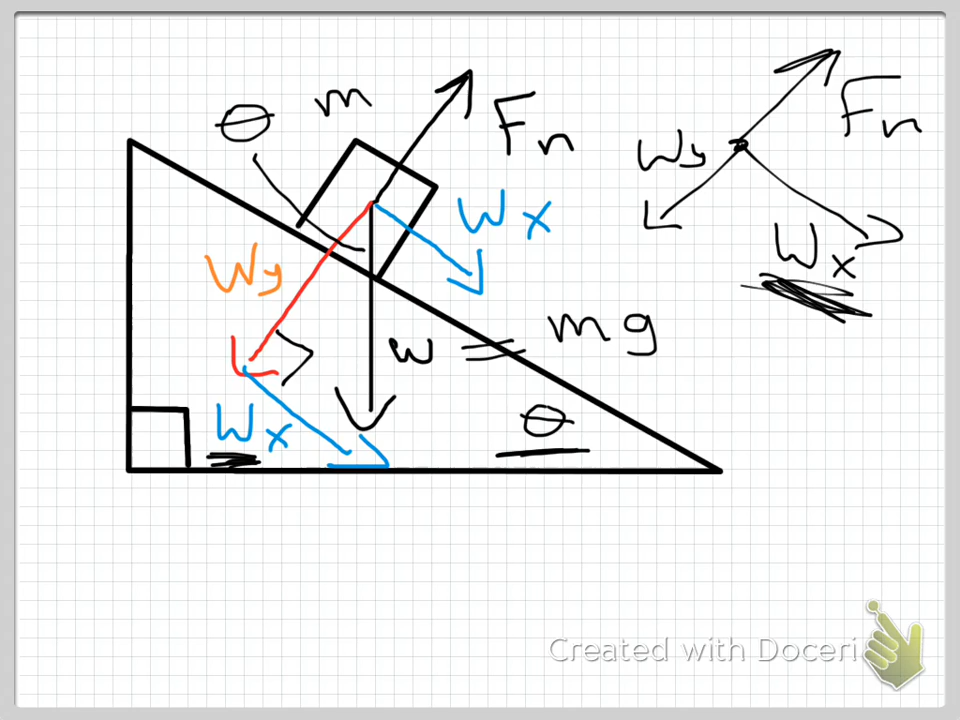 θ
m
Fn
Fn
Wy
Wx
Wx
Wy
w = mg
θ
Wx
Created with Doceri